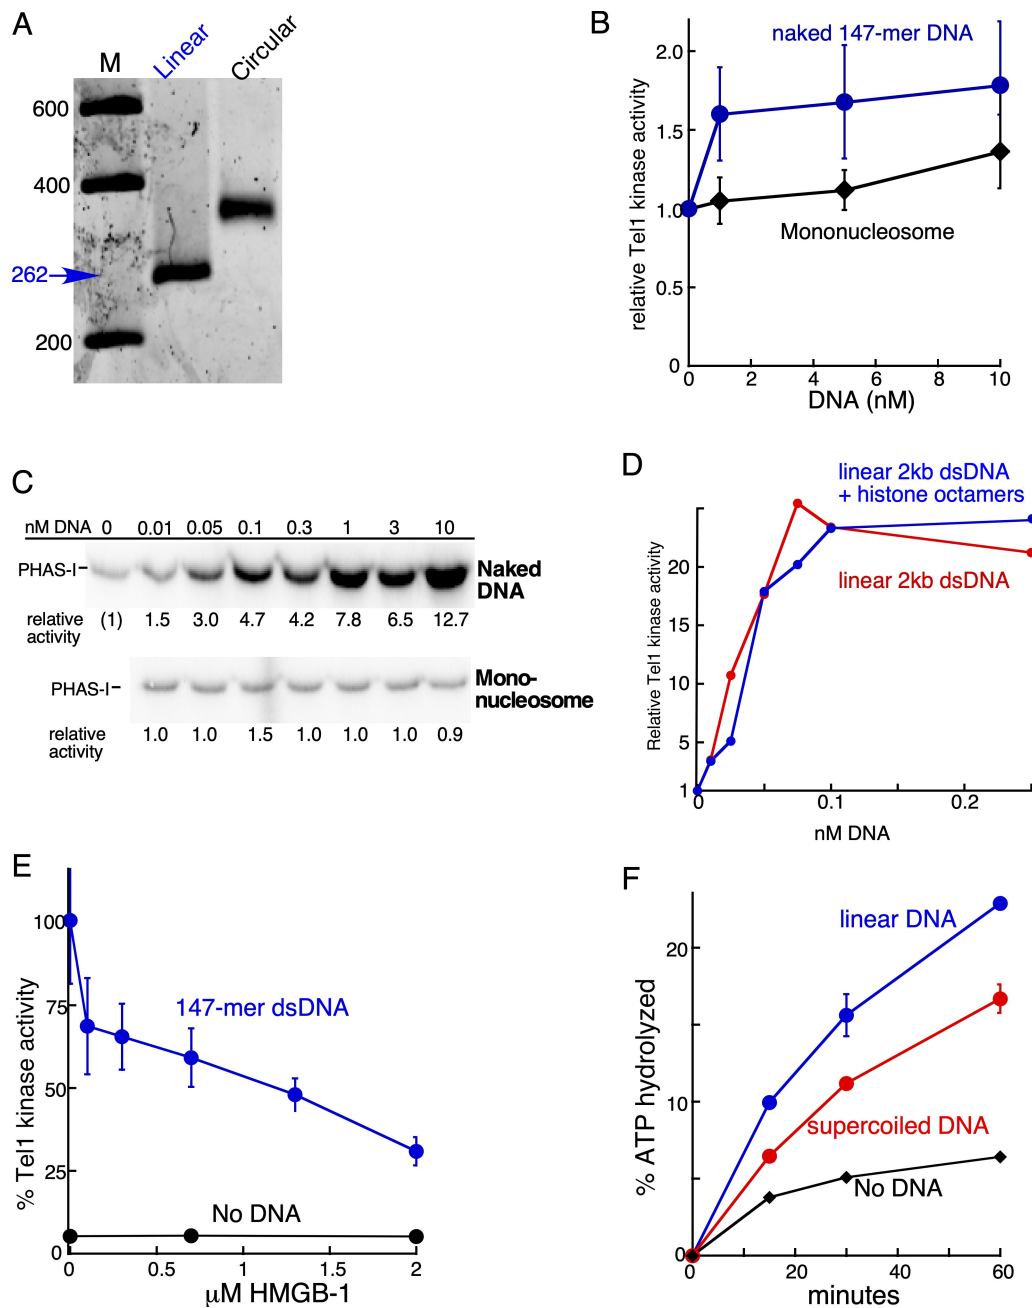 A
M
Linear
Circular
600
400
262
200
B
naked 147-mer DNA
relative Tel1 kinase activity
2.0
1.5
1.0
0.5
0
Mononucleosome
0 2 4 6 8 10
DNA (nM)
C
nM DNA 0 0.01 0.05 0.1 0.3 1 3 10
PHAS-I
Naked
DNA
relative
activity
(1) 1.5 3.0 4.7 4.2 7.8 6.5 12.7
PHAS-I
Mono-
nucleosome
relative
activity
1.0 1.0 1.5 1.0 1.0 1.0 0.9
D
linear 2kb dsDNA
+ histone octamers
linear 2kb dsDNA
Relative Tel1 kinase activity
20
15
10
5
1
0 0.1 0.2
nM DNA
E
% Tel1 kinase activity
100
75
50
25
0
147-mer dsDNA
No DNA
0 0.5 1 1.5 2
μM HMGB-1
F
% ATP hydrolyzed
20
10
0
linear DNA
supercoiled DNA
No DNA
0 20 40 60
minutes